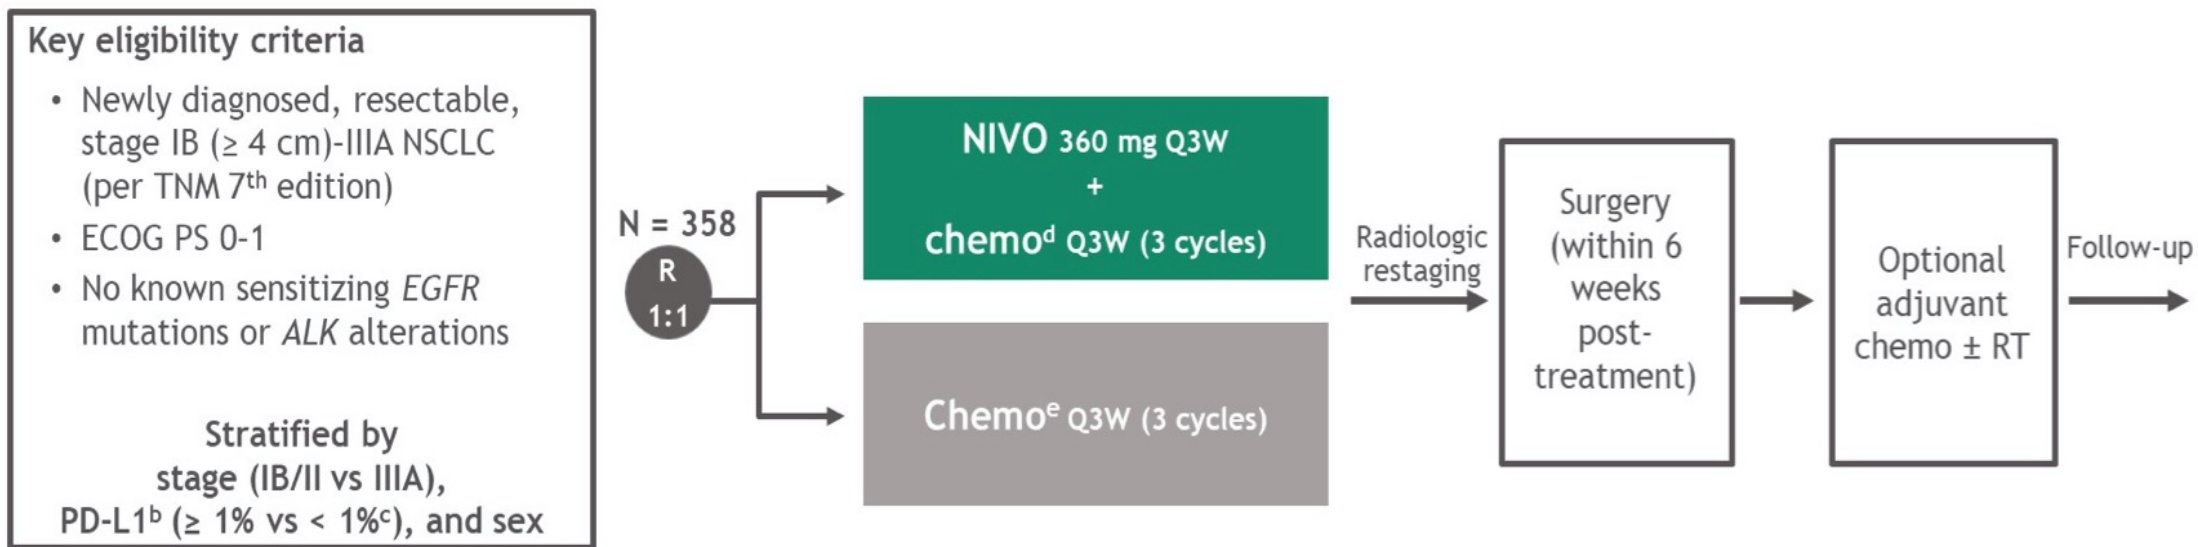 Key eligibility criteria
• Newly diagnosed, resectable,
stage IB (≥ 4 cm)-IIIA NSCLC
(per TNM 7th edition)
• ECOG PS 0-1
• No known sensitizing EGFR
mutations or ALK alterations
Stratified by
stage (IB/II vs IIIA),
PD-L1ᵇ (≥ 1% vs < 1%ᶜ), and sex
N = 358
R
1:1
NIVO 360 mg Q3W
+
chemoᵈ Q3W (3 cycles)
Chemoᵉ Q3W (3 cycles)
Radiologic
restaging
Surgery
(within 6
weeks
post-
treatment)
Optional
adjuvant
chemo ± RT
Follow-up